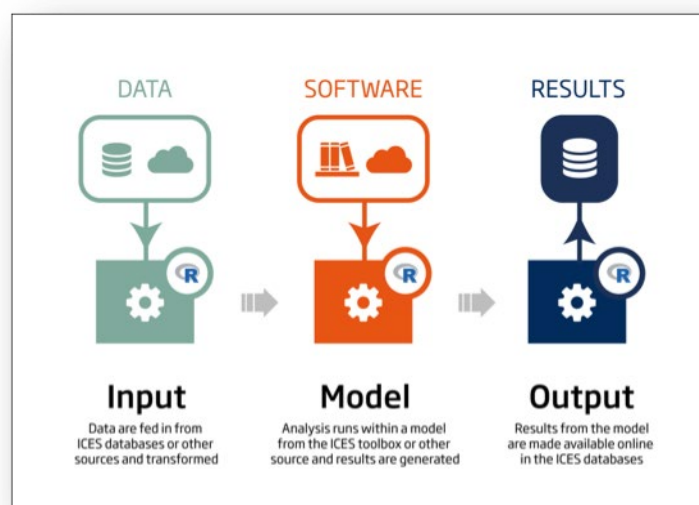 DATA
SOFTWARE
RESULTS
R
R
R
Input
Data are fed in from
ICES databases or other
sources and transformed
Model
Analysis runs within a model
from the ICES toolbox or other
source and results are generated
Output
Results from the model
are made available online
in the ICES databases